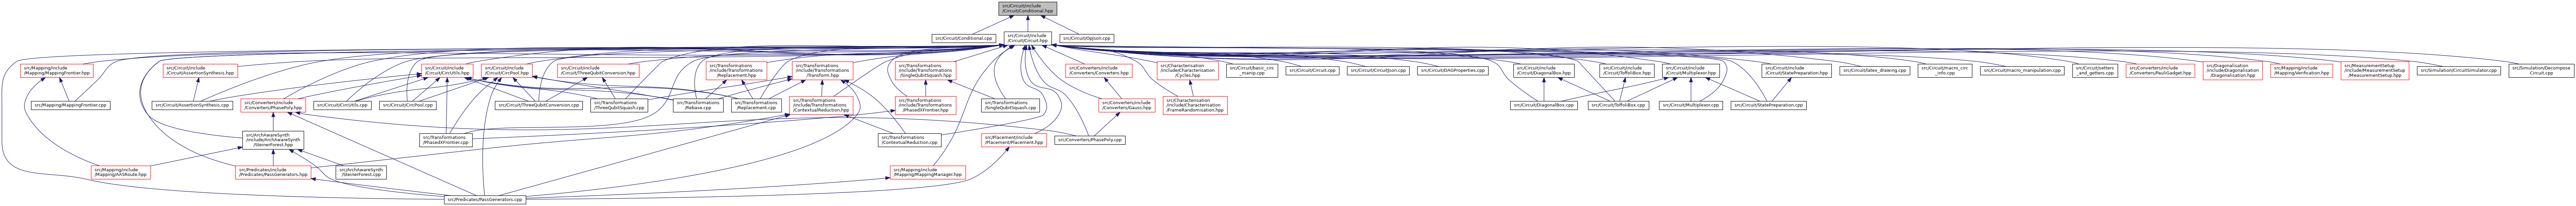 src/Circuit/include
/Circuit/Conditional.hpp
src/Circuit/Conditional.cpp
src/Circuit/include
/Circuit/Circuit.hpp
src/Circuit/OpJson.cpp
src/Mapping/include
/Mapping/MappingFrontier.hpp
src/Circuit/include
/Circuit/AssertionSynthesis.hpp
src/Circuit/include
/Circuit/CircUtils.hpp
src/Circuit/include
/Circuit/CircPool.hpp
src/Circuit/include
/Circuit/ThreeQubitConversion.hpp
src/Transformations
/include/Transformations
/Replacement.hpp
src/Transformations
/include/Transformations
/Transform.hpp
src/Transformations
/include/Transformations
/SingleQubitSquash.hpp
src/Converters/include
/Converters/Converters.hpp
src/Characterisation
/include/Characterisation
/Cycles.hpp
src/Circuit/basic_circ
_manip.cpp
src/Circuit/Circuit.cpp
src/Circuit/CircuitJson.cpp
src/Circuit/DAGProperties.cpp
src/Circuit/include
/Circuit/DiagonalBox.hpp
src/Circuit/include
/Circuit/ToffoliBox.hpp
src/Circuit/include
/Circuit/Multiplexor.hpp
src/Circuit/include
/Circuit/StatePreparation.hpp
src/Circuit/latex_drawing.cpp
src/Circuit/macro_circ
_info.cpp
src/Circuit/macro_manipulation.cpp
src/Circuit/setters
_and_getters.cpp
src/Converters/include
/Converters/PauliGadget.hpp
src/Diagonalisation
/include/Diagonalisation
/Diagonalisation.hpp
src/Mapping/include
/Mapping/Verification.hpp
src/MeasurementSetup
/include/MeasurementSetup
/MeasurementSetup.hpp
src/Simulation/CircuitSimulator.cpp
src/Simulation/Decompose
Circuit.cpp
src/Mapping/MappingFrontier.cpp
src/Circuit/AssertionSynthesis.cpp
src/Converters/include
/Converters/PhasePoly.hpp
src/Circuit/CircUtils.cpp
src/Circuit/CircPool.cpp
src/Circuit/ThreeQubitConversion.cpp
src/Transformations
/ThreeQubitSquash.cpp
src/Transformations
/Rebase.cpp
src/Transformations
/Replacement.cpp
src/Transformations
/include/Transformations
/ContextualReduction.hpp
src/Transformations
/include/Transformations
/PhasedXFrontier.hpp
src/Transformations
/SingleQubitSquash.cpp
src/Converters/include
/Converters/Gauss.hpp
src/Characterisation
/include/Characterisation
/FrameRandomisation.hpp
src/Circuit/DiagonalBox.cpp
src/Circuit/ToffoliBox.cpp
src/Circuit/Multiplexor.cpp
src/Circuit/StatePreparation.cpp
src/ArchAwareSynth
/include/ArchAwareSynth
/SteinerForest.hpp
src/Transformations
/PhasedXFrontier.cpp
src/Transformations
/ContextualReduction.cpp
src/Placement/include
/Placement/Placement.hpp
src/Converters/PhasePoly.cpp
src/Mapping/include
/Mapping/AASRoute.hpp
src/Predicates/include
/Predicates/PassGenerators.hpp
src/ArchAwareSynth
/SteinerForest.cpp
src/Mapping/include
/Mapping/MappingManager.hpp
src/Predicates/PassGenerators.cpp